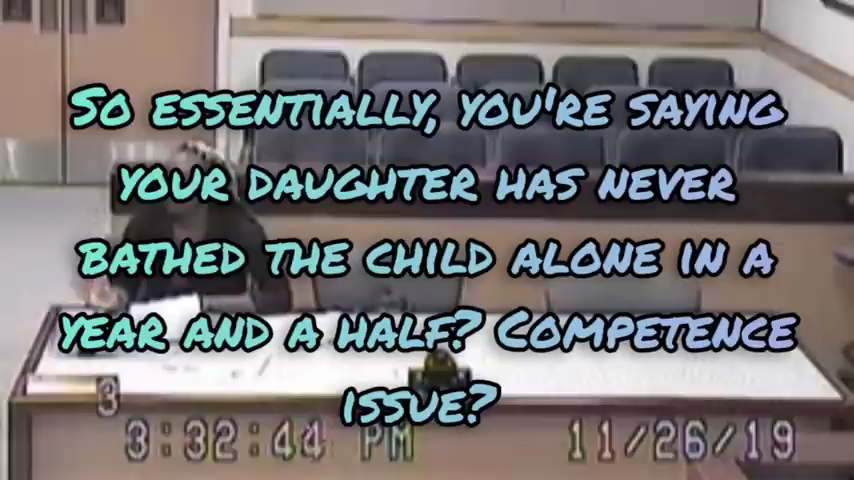 So essentially, you're saying
your daughter has never
bathed the child alone in a
year and a half? Competence
issue?
3
3:32:44 PM 11/26/19